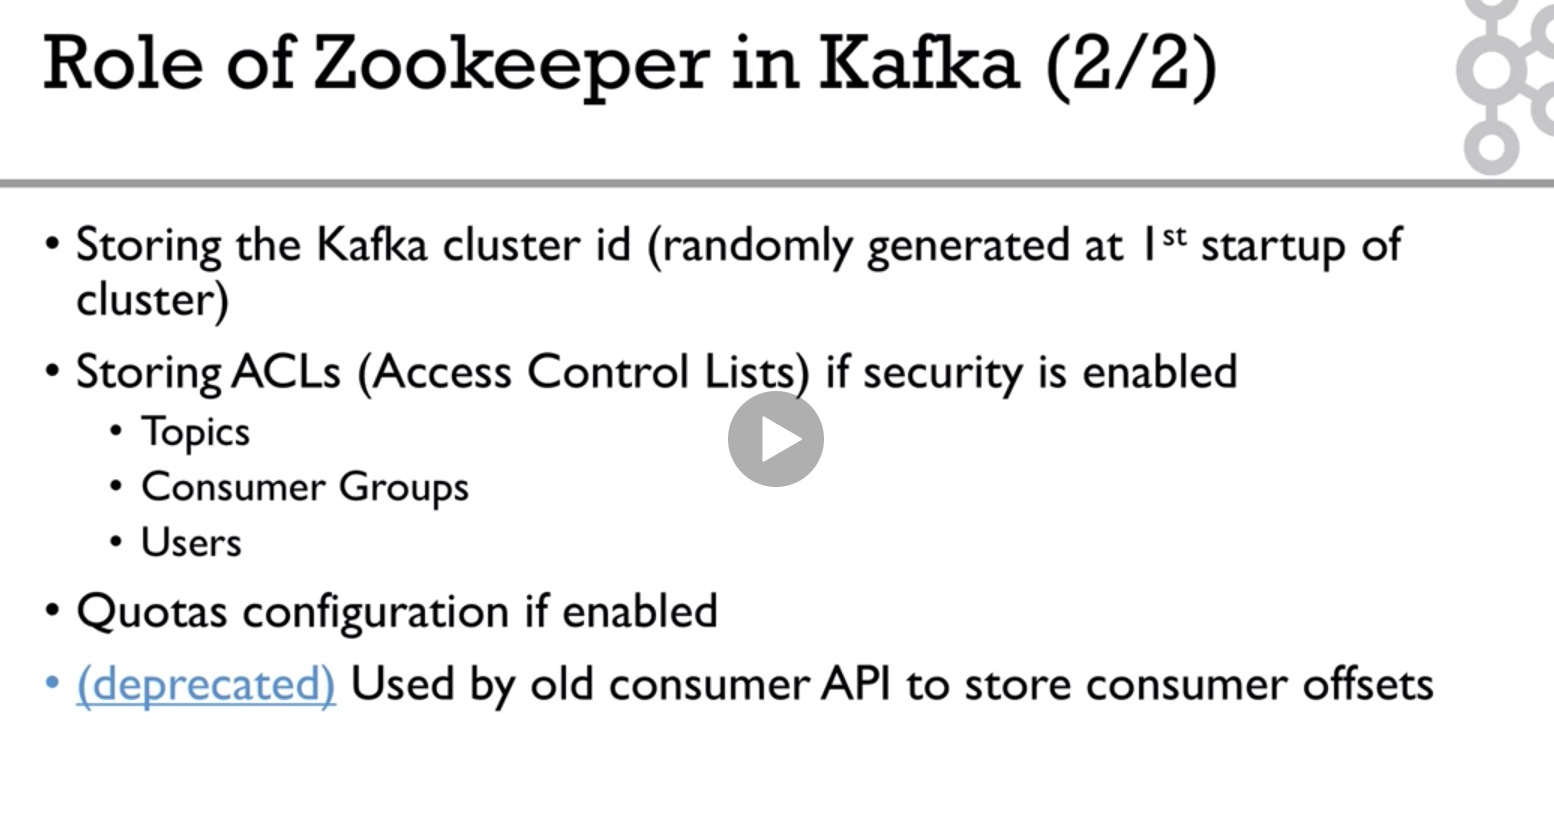 Role of Zookeeper in Kafka (2/2)
• Storing the Kafka cluster id (randomly generated at 1st startup of
cluster)
• Storing ACLs (Access Control Lists) if security is enabled
• Topics
• Consumer Groups
• Users
• Quotas configuration if enabled
• (deprecated) Used by old consumer API to store consumer offsets